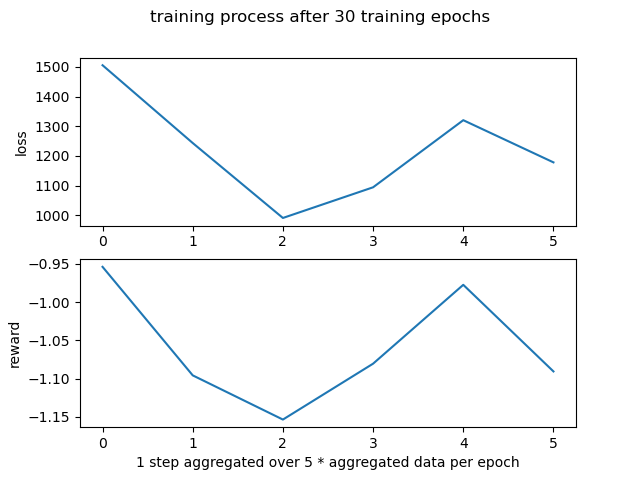 training process after 30 training epochs
1500
1400
1300
1200
1100
1000
loss
0 1 2 3 4 5
−0.95
−1.00
−1.05
−1.10
−1.15
reward
0 1 2 3 4 5
1 step aggregated over 5 * aggregated data per epoch